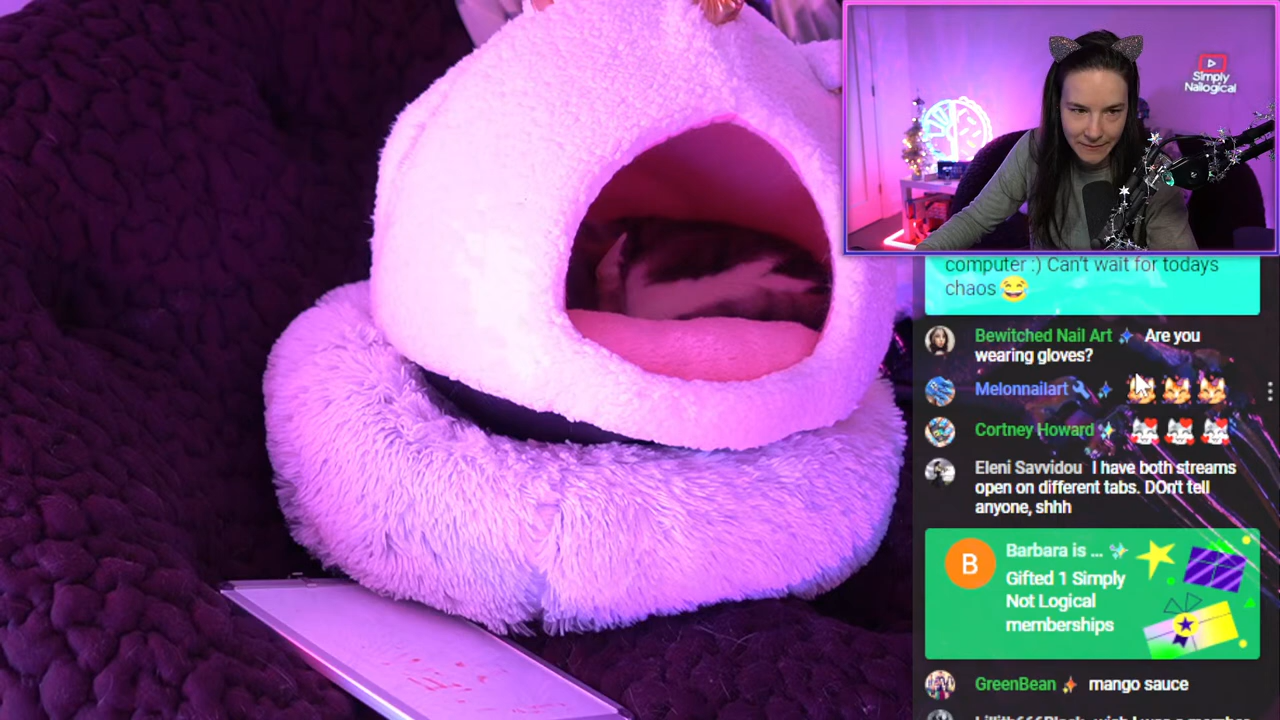 Simply
Nailogical
computer :) Can't wait for todays
chaos 😂
Bewitched Nail Art Are you
wearing gloves?
Melonnailart
Cortney Howard
Eleni Savvidou I have both streams
open on different tabs. DOn't tell
anyone, shhh
B
Barbara is ...
Gifted 1 Simply
Not Logical
memberships
GreenBean mango sauce